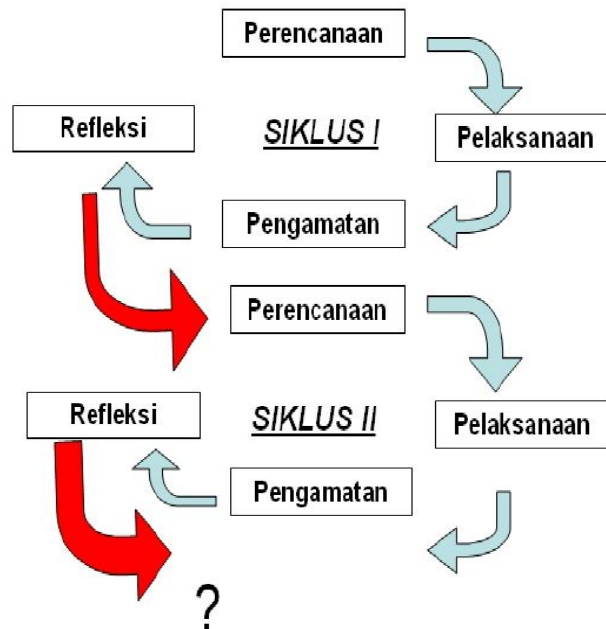 Perencanaan
Refleksi
SIKLUS I
Pelaksanaan
Pengamatan
Perencanaan
Refleksi
SIKLUS II
Pelaksanaan
Pengamatan
?